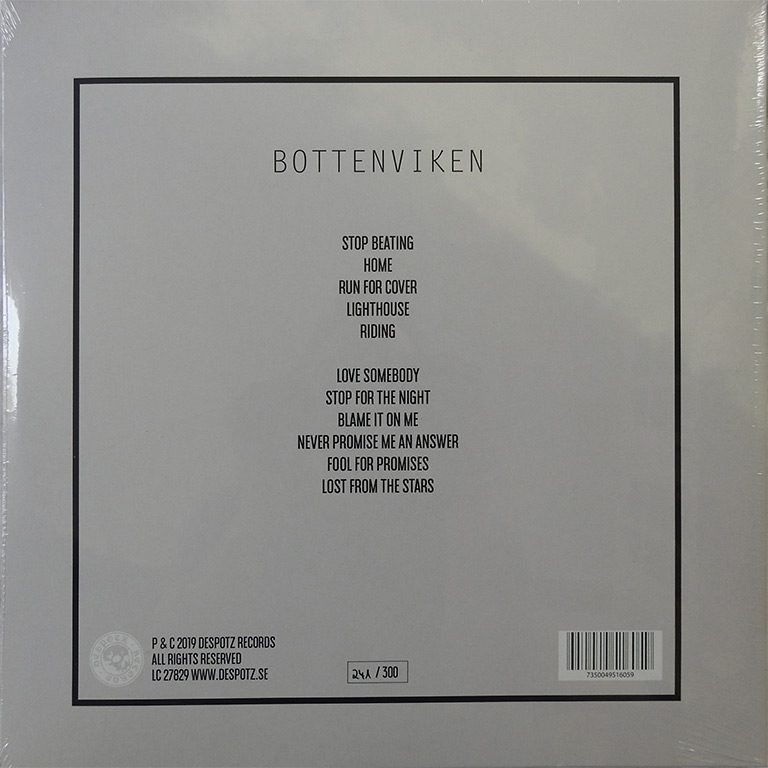 BOTTENVIKEN
STOP BEATING
HOME
RUN FOR COVER
LIGHTHOUSE
RIDING
LOVE SOMEBODY
STOP FOR THE NIGHT
BLAME IT ON ME
NEVER PROMISE ME AN ANSWER
FOOL FOR PROMISES
LOST FROM THE STARS
DESPOTZ RECORDS
P & C 2019 DESPOTZ RECORDS
ALL RIGHTS RESERVED
LC 27829 WWW.DESPOTZ.SE
241 / 300
7350049516059